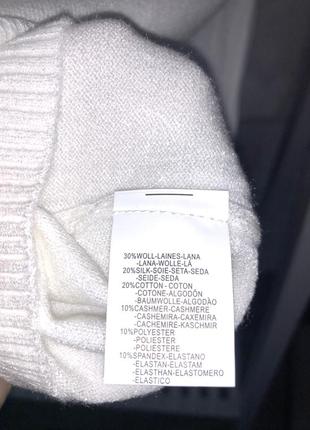 30%WOLL-LAINES-LANA
-LANA-WOLLE-LÃ
20%SILK-SOIE-SETA-SEDA
-SEIDE-SEDA
20%COTTON - COTON
-COTONE-ALGODÓN
-BAUMWOLLE-ALGODÃO
10%CASHMER-CASHMERE
-CASHEMIRA-CAXEMIRA
-CACHEMIRE-KASCHMIR
10%POLYESTER
-POLIESTER
-POLIESTERE
10%SPANDEX-ELASTANO
-ELASTAN-ELASTAM
-ELASTHAN-ELASTOMERO
-ELASTICO